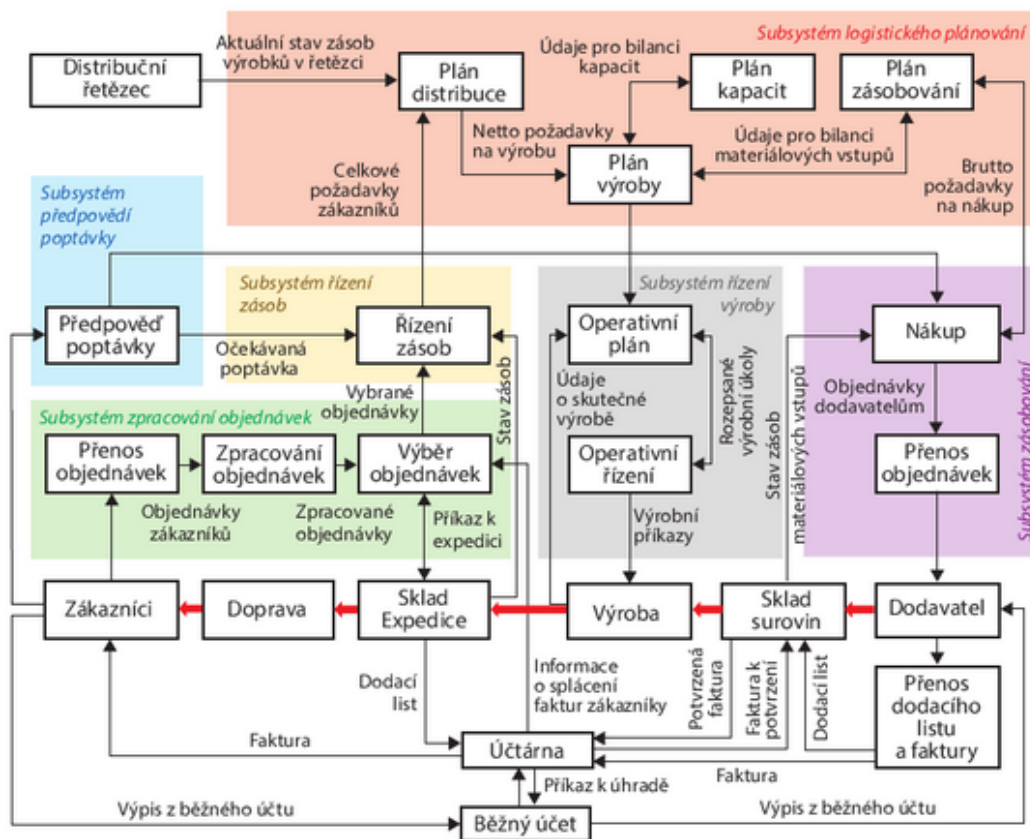 Subsystém logistického plánování
Distribuční
řetězec
Aktuální stav zásob
výrobků v řetězci
Plán
distribuce
Údaje pro bilanci
kapacit
Plán
kapacit
Plán
zásobování
Netto požadavky
na výrobu
Plán
výroby
Údaje pro bilanci
materiálových vstupů
Brutto
požadavky
na nákup
Celkové
požadavky
zákazníků
Subsystém
předpovědí
poptávky
Subsystém řízení
zásob
Subsystém řízení
výroby
Předpověď
poptávky
Očekávaná
poptávka
Řízení
zásob
Operativní
plán
Nákup
Vybrané
objednávky
Stav zásob
Údaje
o skutečné
výrobě
Rozepsané
výrobní úkoly
Stav zásob
materiálových vstupů
Objednávky
dodavatelům
Subsystém zásobování
Subsystém zpracování objednávek
Přenos
objednávek
Zpracování
objednávek
Výběr
objednávek
Operativní
řízení
Přenos
objednávek
Objednávky
zákazníků
Zpracované
objednávky
Příkaz k
expedici
Výrobní
příkazy
Zákazníci
Doprava
Sklad
Expedice
Výroba
Sklad
surovin
Dodavatel
Dodací
list
Informace
o splácení
faktur zákazníky
Potvrzená
faktura
Faktura k
potvrzení
Dodací list
Přenos
dodacího
listu
a faktury
Faktura
Účtárna
Faktura
Příkaz k úhradě
Výpis z běžného účtu
Běžný účet
Výpis z běžného účtu